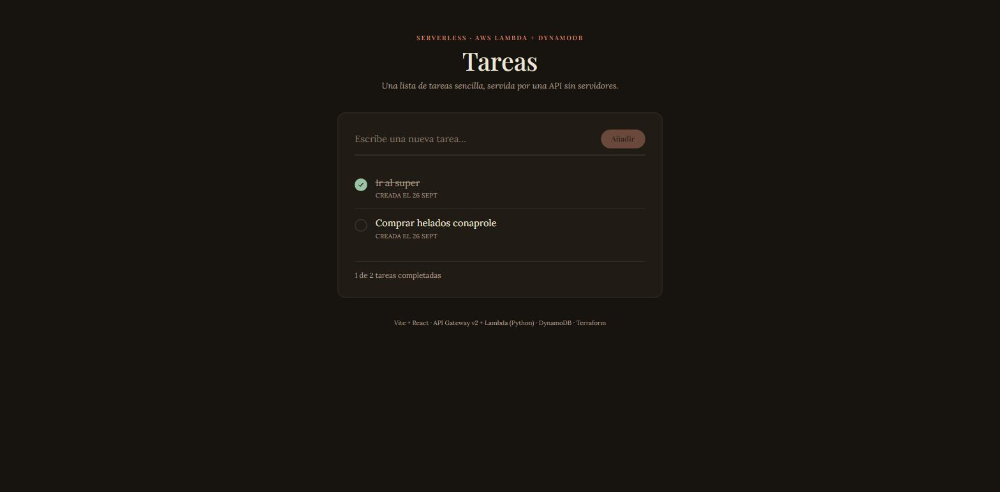 SERVERLESS · AWS LAMBDA + DYNAMODB
Tareas
Una lista de tareas sencilla, servida por una API sin servidores.
Escribe una nueva tarea...
Añadir
Ir al super
CREADA EL 26 SEPT
Comprar helados conaprole
CREADA EL 26 SEPT
1 de 2 tareas completadas
Vite + React · API Gateway v2 + Lambda (Python) · DynamoDB · Terraform